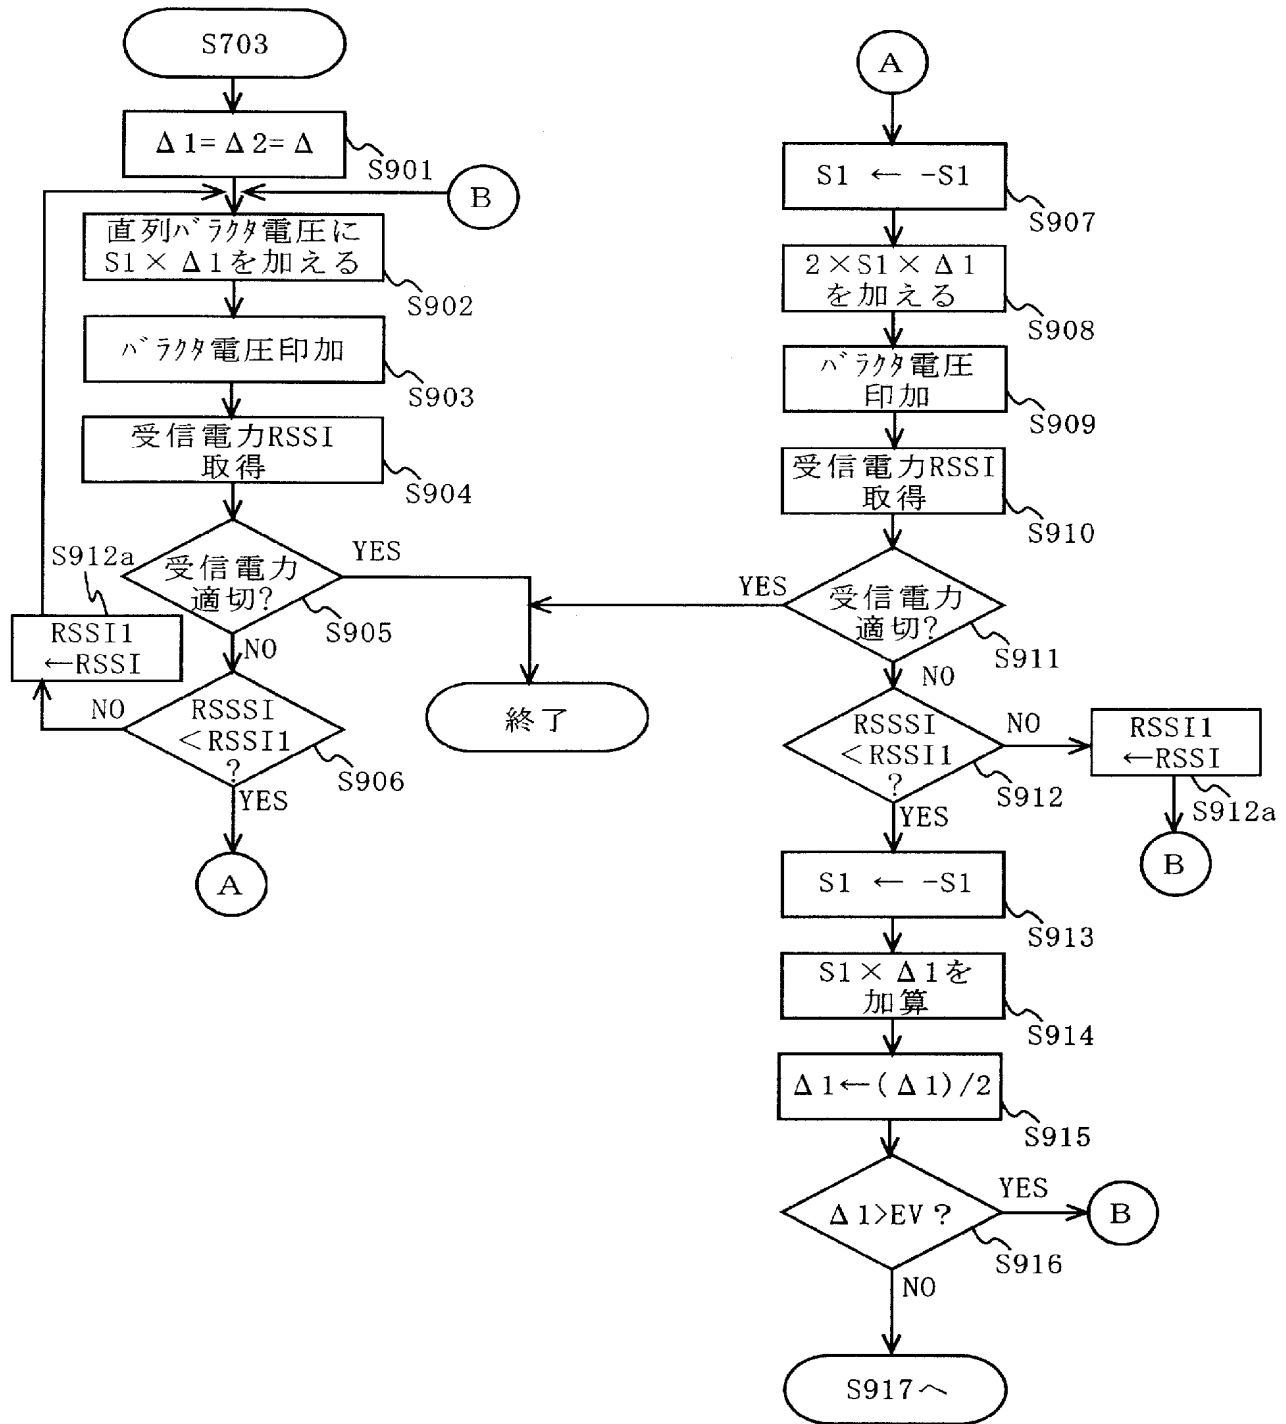 S703
Δ1=Δ2=Δ
S901
B
直列バラクタ電圧に
S1×Δ1を加える
S902
バラクタ電圧印加
S903
受信電力RSSI
取得
S904
受信電力
適切?
S905
YES
NO
S912a
RSSI1
←RSSI
RSSSI
<RSSI1
?
S906
NO
YES
A
終了
A
S1 ← -S1
S907
2×S1×Δ1
を加える
S908
バラクタ電圧
印加
S909
受信電力RSSI
取得
S910
YES
受信電力
適切?
S911
NO
RSSSI
<RSSI1
?
S912
NO
RSSI1
←RSSI
S912a
B
YES
S1 ← -S1
S913
S1×Δ1を
加算
S914
Δ1←(Δ1)/2
S915
Δ1>EV?
S916
YES
B
NO
S917へ